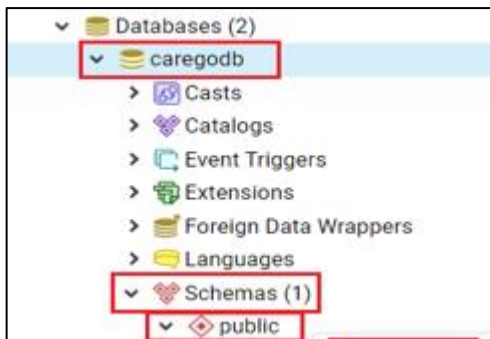 Databases (2)
caregodb
Casts
Catalogs
Event Triggers
Extensions
Foreign Data Wrappers
Languages
Schemas (1)
public